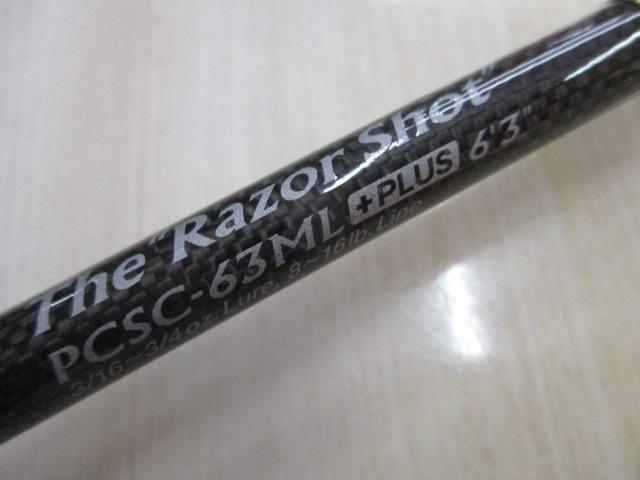 The "Razor Shot"
PCSC-63ML +PLUS 6'3"
3/16~3/4oz.Lure, 8~16lb.Line